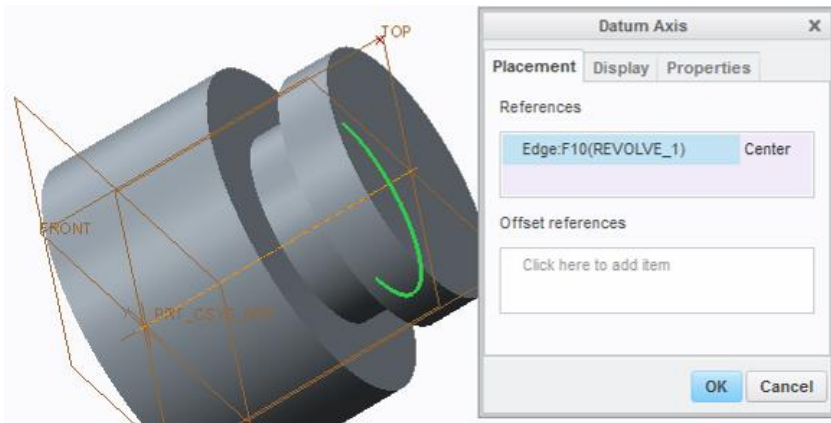 TOP
FRONT
PRT_CSYS_DEF
Datum Axis
X
Placement Display Properties
References
Edge:F10(REVOLVE_1) Center
Offset references
Click here to add item
OK Cancel